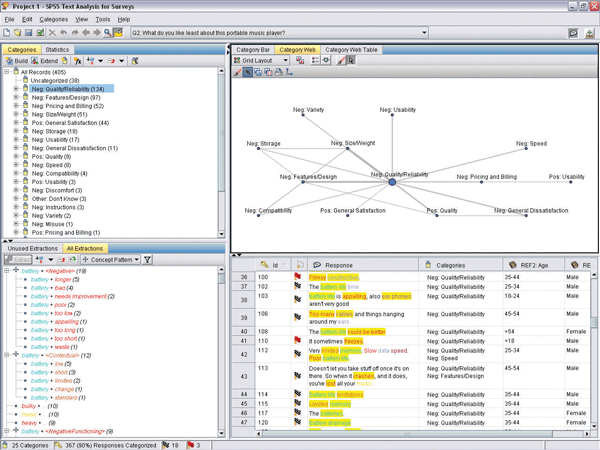 Project 1 - SPSS Text Analysis for Surveys
File Edit Categories View Tools Help
Q2: What do you like least about this portable music player?
Categories Statistics
Build Extend
All Records (405)
Uncategorized (38)
Neg: Quality/Reliability (134)
Neg: Features/Design (97)
Neg: Pricing and Billing (52)
Neg: Size/Weight (51)
Pos: General Satisfaction (44)
Neg: Storage (18)
Neg: Usability (17)
Neg: General Dissatisfaction (11)
Pos: Quality (9)
Neg: Speed (8)
Neg: Compatibility (4)
Pos: Usability (3)
Neg: Discomfort (3)
Other: Don't Know (3)
Neg: Instructions (3)
Neg: Variety (2)
Neg: Misuse (1)
Pos: Pricing and Billing (1)
Unused Extractions All Extractions
Extract Concept Pattern
battery + <Negative> (19)
battery + longer (5)
battery + bad (4)
battery + needs improvement (2)
battery + poor (2)
battery + too low (2)
battery + appalling (1)
battery + too long (1)
battery + too short (1)
battery + waste (1)
battery + <Contextual> (12)
battery + low (5)
battery + short (3)
battery + limited (2)
battery + change (1)
battery + standard (1)
bulky + . (10)
music + . (10)
heavy + . (9)
battery + <NegativeFunctioning> (9)
Category Bar Category Web Category Web Table
Grid Layout
Neg: Variety
Neg: Usability
Neg: Storage
Neg: Size/Weight
Neg: Speed
Neg: Features/Design
Neg: Quality/Reliability
Neg: Pricing and Billing
Pos: Usability
Neg: Compatibility
Pos: General Satisfaction
Pos: Quality
Neg: General Dissatisfaction
Id Response Categories REF2: Age RE
36 100 Flimsy construction. Neg: Quality/Reliability 35-44 Male
37 102 The battery life time Neg: Quality/Reliability 25-34 Male
38 103 battery life is appalling, also ear phones aren't very good Neg: Quality/Reliability 18-24 Male
39 106 Too many cables and things hanging around my ears Neg: Quality/Reliability 45-54 Male
40 108 The battery life could be better Neg: Quality/Reliability >54 Female
41 110 It sometimes freezes Neg: Quality/Reliability <18 Male
42 112 Very limited memory. Slow data speed. Poor battery life. Neg: Quality/Reliability Neg: Speed 25-34 Male
43 113 Doesn't let you take stuff off once it's on there. So when it crashes, and it does, you've lost all your music Neg: Quality/Reliability Neg: Features/Design 45-54 Male
44 114 Battery life limitations Neg: Quality/Reliability 35-44 Male
45 115 Limited memory Neg: Quality/Reliability 45-54 Male
46 117 The batteries. Neg: Quality/Reliability 35-44 Female
47 120 Battery drainage Neg: Quality/Reliability 35-44 Female
25 Categories 367 (90%) Responses Categorized 18 3